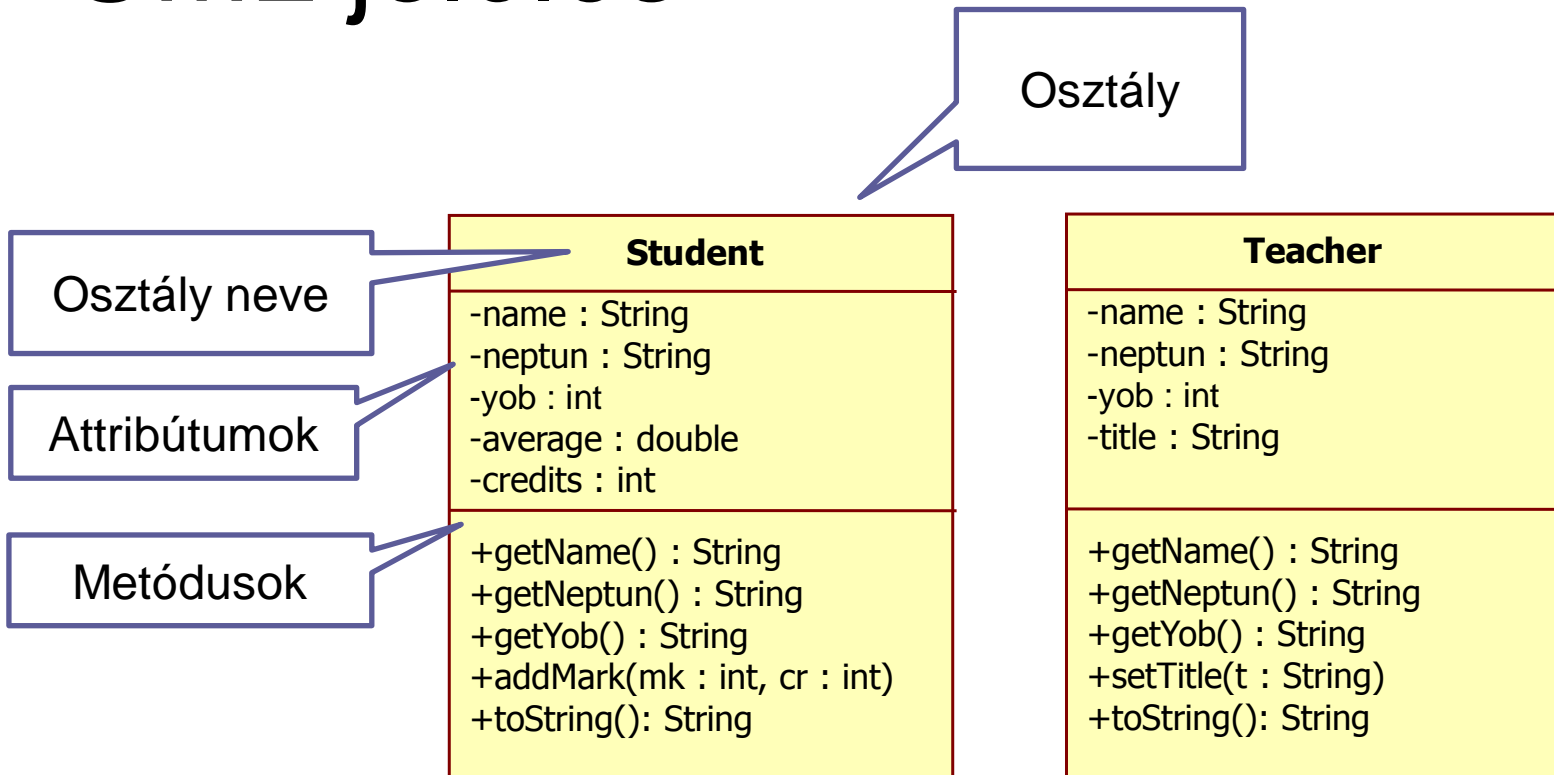 Osztály
Osztály neve
Attribútumok
Metódusok
Student
-name : String
-neptun : String
-yob : int
-average : double
-credits : int
+getName() : String
+getNeptun() : String
+getYob() : String
+addMark(mk : int, cr : int)
+toString(): String
Teacher
-name : String
-neptun : String
-yob : int
-title : String
+getName() : String
+getNeptun() : String
+getYob() : String
+setTitle(t : String)
+toString(): String